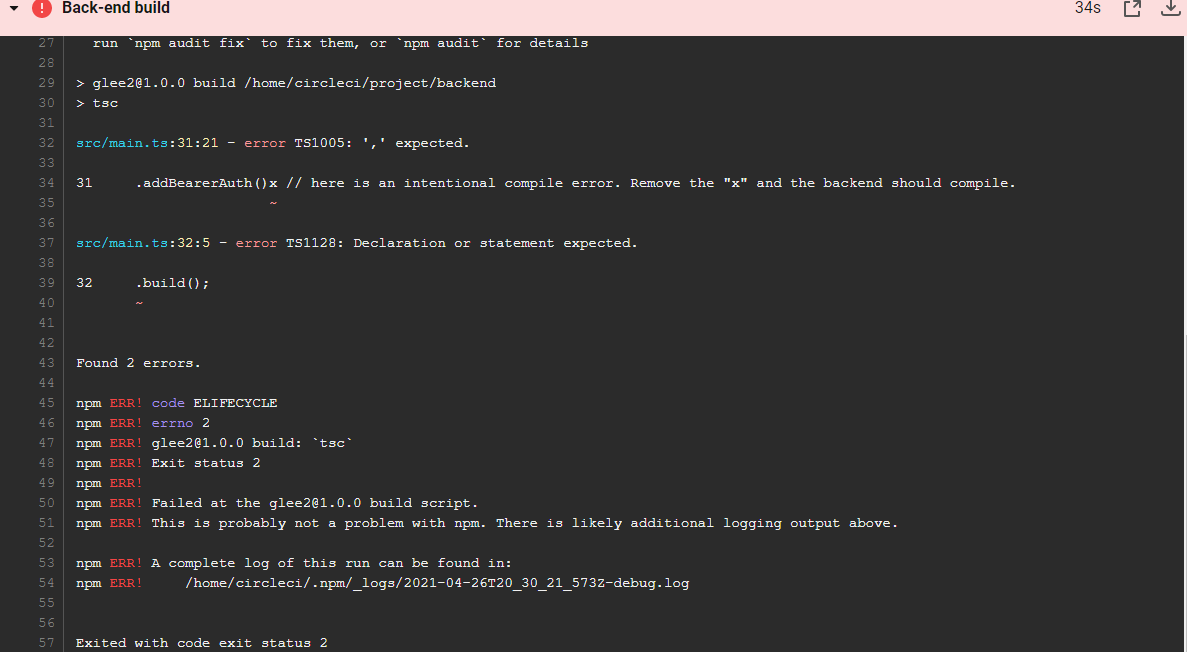 Back-end build 34s
27 run `npm audit fix` to fix them, or `npm audit` for details
28
29 > glee2@1.0.0 build /home/circleci/project/backend
30 > tsc
31
32 src/main.ts:31:21 - error TS1005: ',' expected.
33
34 31 .addBearerAuth()x // here is an intentional compile error. Remove the "x" and the backend should compile.
35 ~
36
37 src/main.ts:32:5 - error TS1128: Declaration or statement expected.
38
39 32 .build();
40 ~
41
42
43 Found 2 errors.
44
45 npm ERR! code ELIFECYCLE
46 npm ERR! errno 2
47 npm ERR! glee2@1.0.0 build: `tsc`
48 npm ERR! Exit status 2
49 npm ERR!
50 npm ERR! Failed at the glee2@1.0.0 build script.
51 npm ERR! This is probably not a problem with npm. There is likely additional logging output above.
52
53 npm ERR! A complete log of this run can be found in:
54 npm ERR! /home/circleci/.npm/_logs/2021-04-26T20_30_21_573Z-debug.log
55
56
57 Exited with code exit status 2